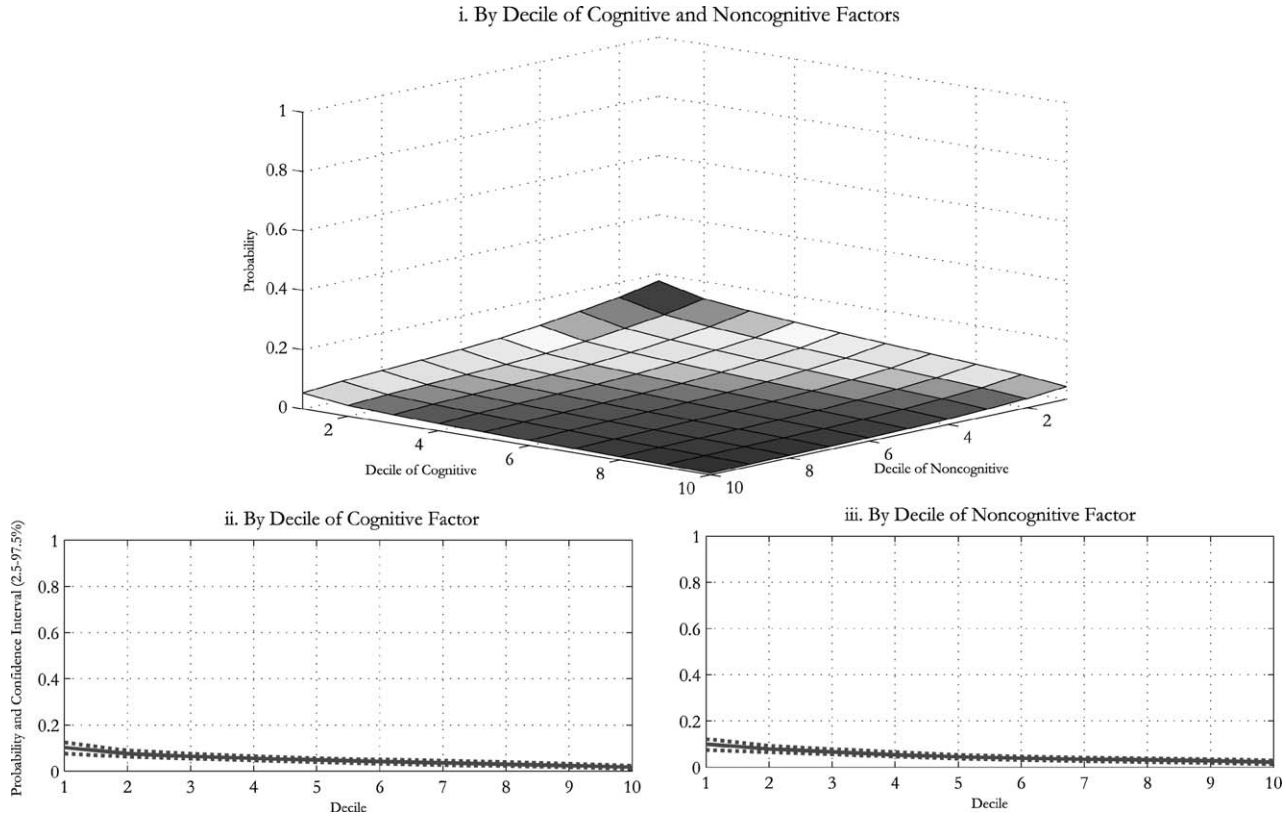 i. By Decile of Cognitive and Noncognitive Factors
1
0.8
0.6
0.4
0.2
0
Probability
2
4
6
8
10
Decile of Cognitive
10
8
6
4
2
Decile of Noncognitive
ii. By Decile of Cognitive Factor
Probability and Confidence Interval (2.5-97.5%)
1
0.8
0.6
0.4
0.2
0
1 2 3 4 5 6 7 8 9 10
Decile
iii. By Decile of Noncognitive Factor
1
0.8
0.6
0.4
0.2
0
1 2 3 4 5 6 7 8 9 10
Decile